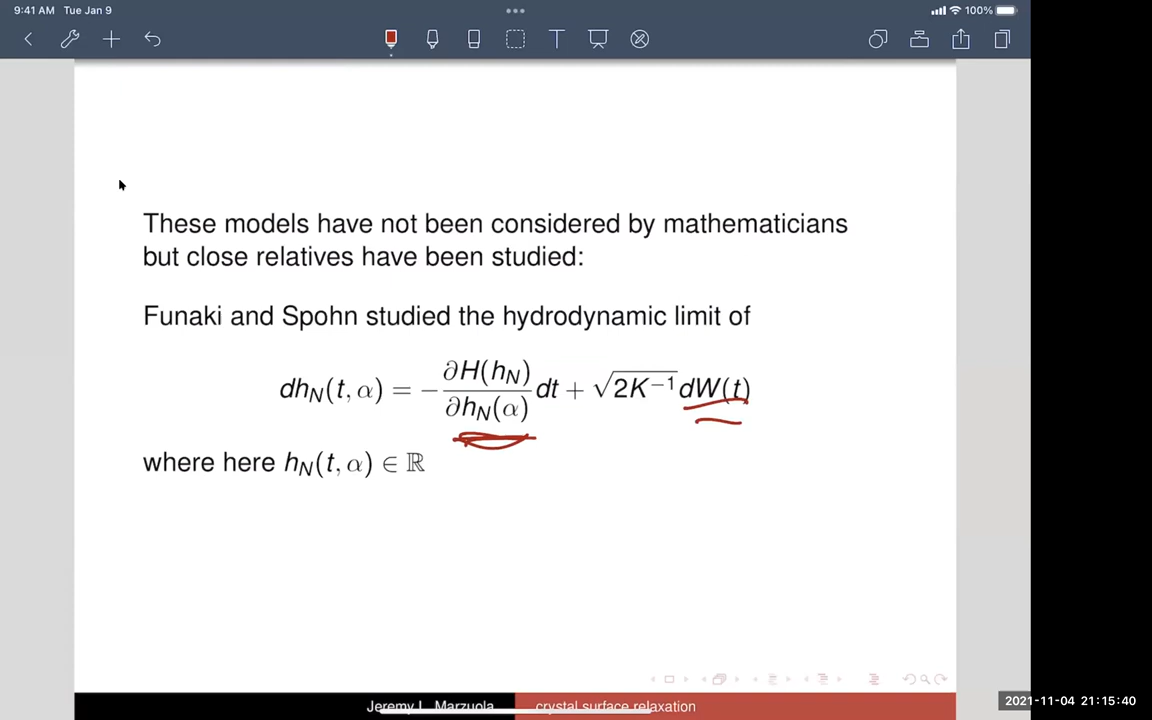 9:41 AM Tue Jan 9
100%
These models have not been considered by mathematicians
but close relatives have been studied:
Funaki and Spohn studied the hydrodynamic limit of
dh_N(t, α) = −∂H(h_N)/∂h_N(α) dt + √2K⁻¹ dW(t)
where here h_N(t, α) ∈ ℝ
Jeremy L. Marzuola crystal surface relaxation
2021-11-04 21:15:40